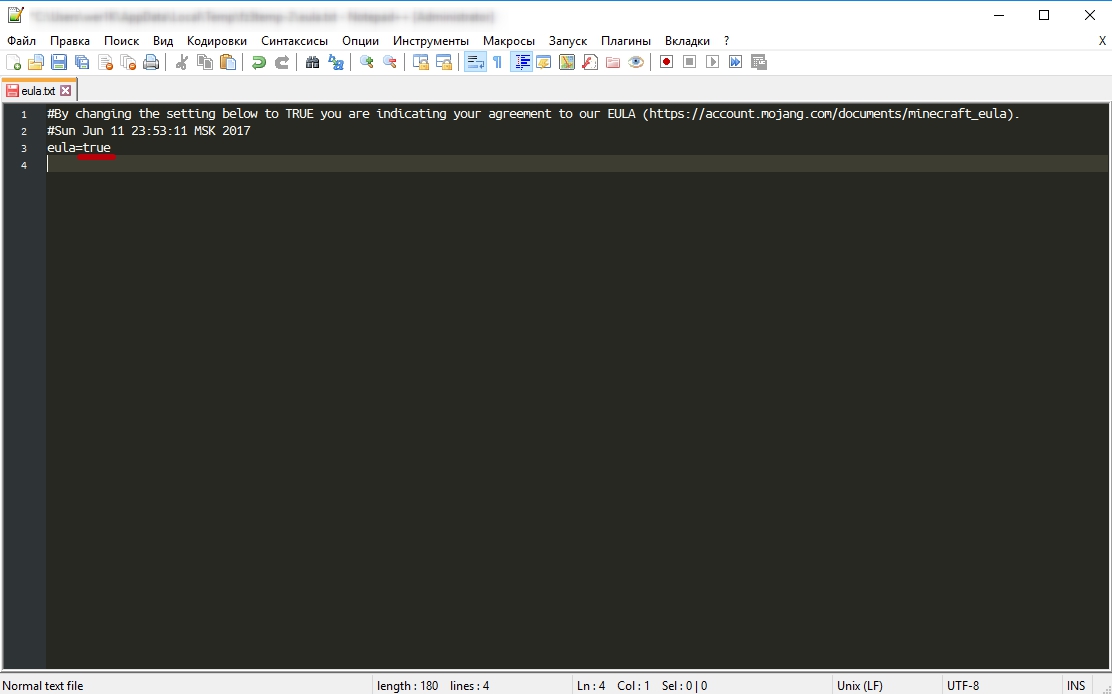 Файл Правка Поиск Вид Кодировки Синтаксисы Опции Инструменты Макросы Запуск Плагины Вкладки ? X
eula.txt
1 #By changing the setting below to TRUE you are indicating your agreement to our EULA (https://account.mojang.com/documents/minecraft_eula).
2 #Sun Jun 11 23:53:11 MSK 2017
3 eula=true
4
Normal text file length : 180 lines : 4 Ln : 4 Col : 1 Sel : 0 | 0 Unix (LF) UTF-8 INS